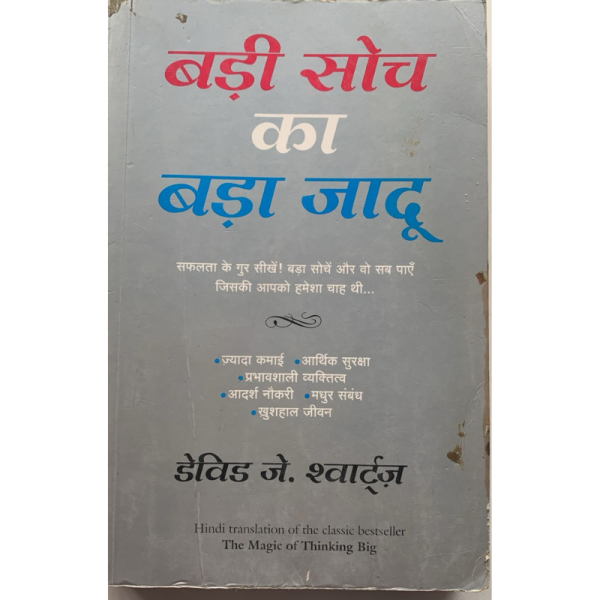 बड़ी सोच
का
बड़ा जादू
सफलता के गुर सीखें! बड़ा सोचें और वो सब पाएँ
जिसकी आपको हमेशा चाह थी...
•ज़्यादा कमाई •आर्थिक सुरक्षा
•प्रभावशाली व्यक्तित्व
•आदर्श नौकरी •मधुर संबंध
•ख़ुशहाल जीवन
डेविड जे. श्वार्ट्ज़
Hindi translation of the classic bestseller
The Magic of Thinking Big